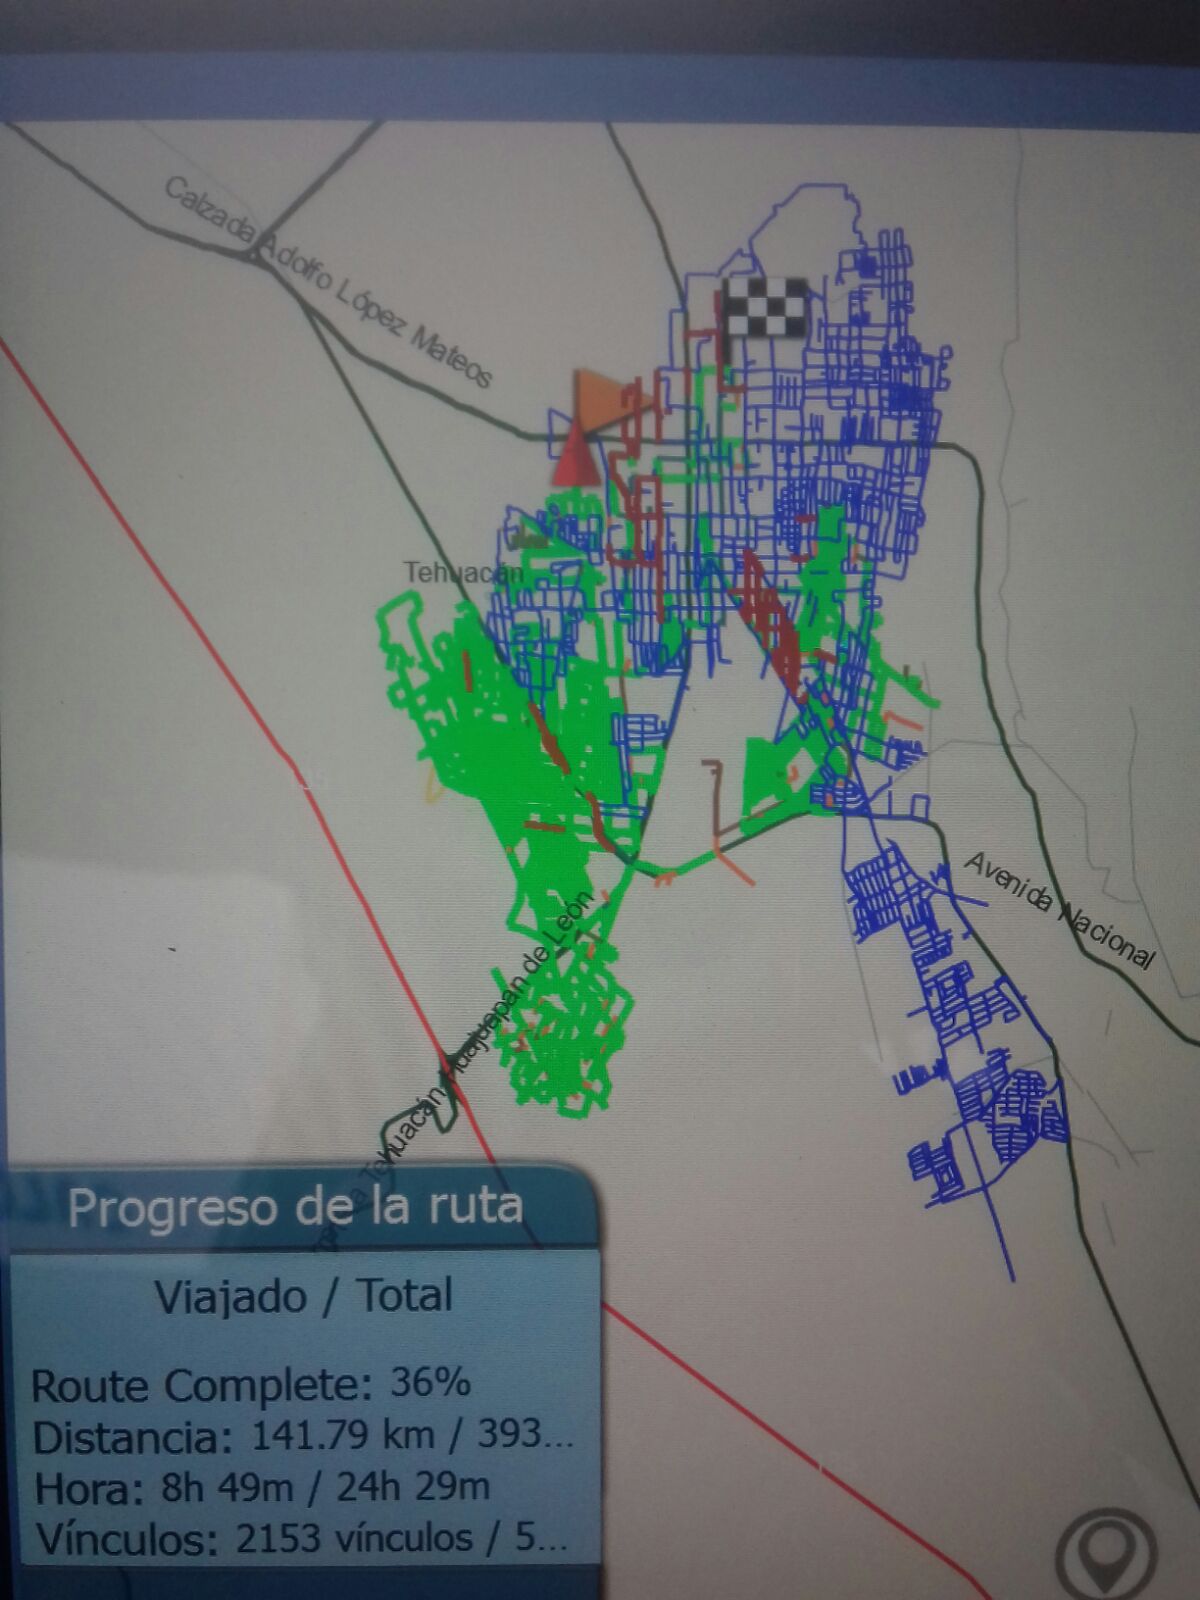 Calzada Adolfo López Mateos
Tehuacán
Avenida Nacional
Tehuacán Huajuapan de León
Progreso de la ruta
Viajado / Total
Route Complete: 36%
Distancia: 141.79 km / 393...
Hora: 8h 49m / 24h 29m
Vínculos: 2153 vínculos / 5...